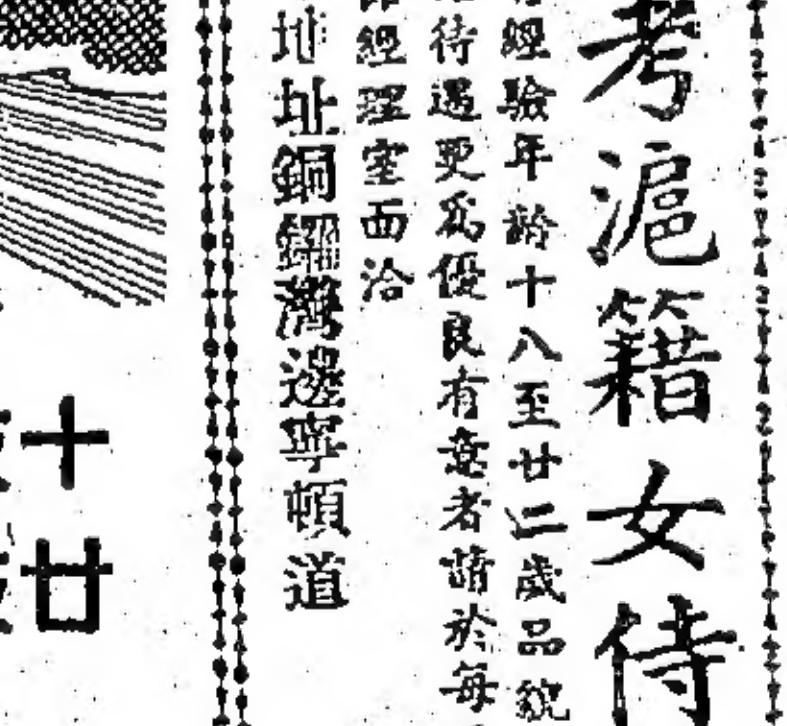 考滬籍女侍
經驗年齡十八至廿二歲品貌
待遇更為優良有意者請於每
經理室面洽
地址銅鑼灣邊寧頓道
十
廿